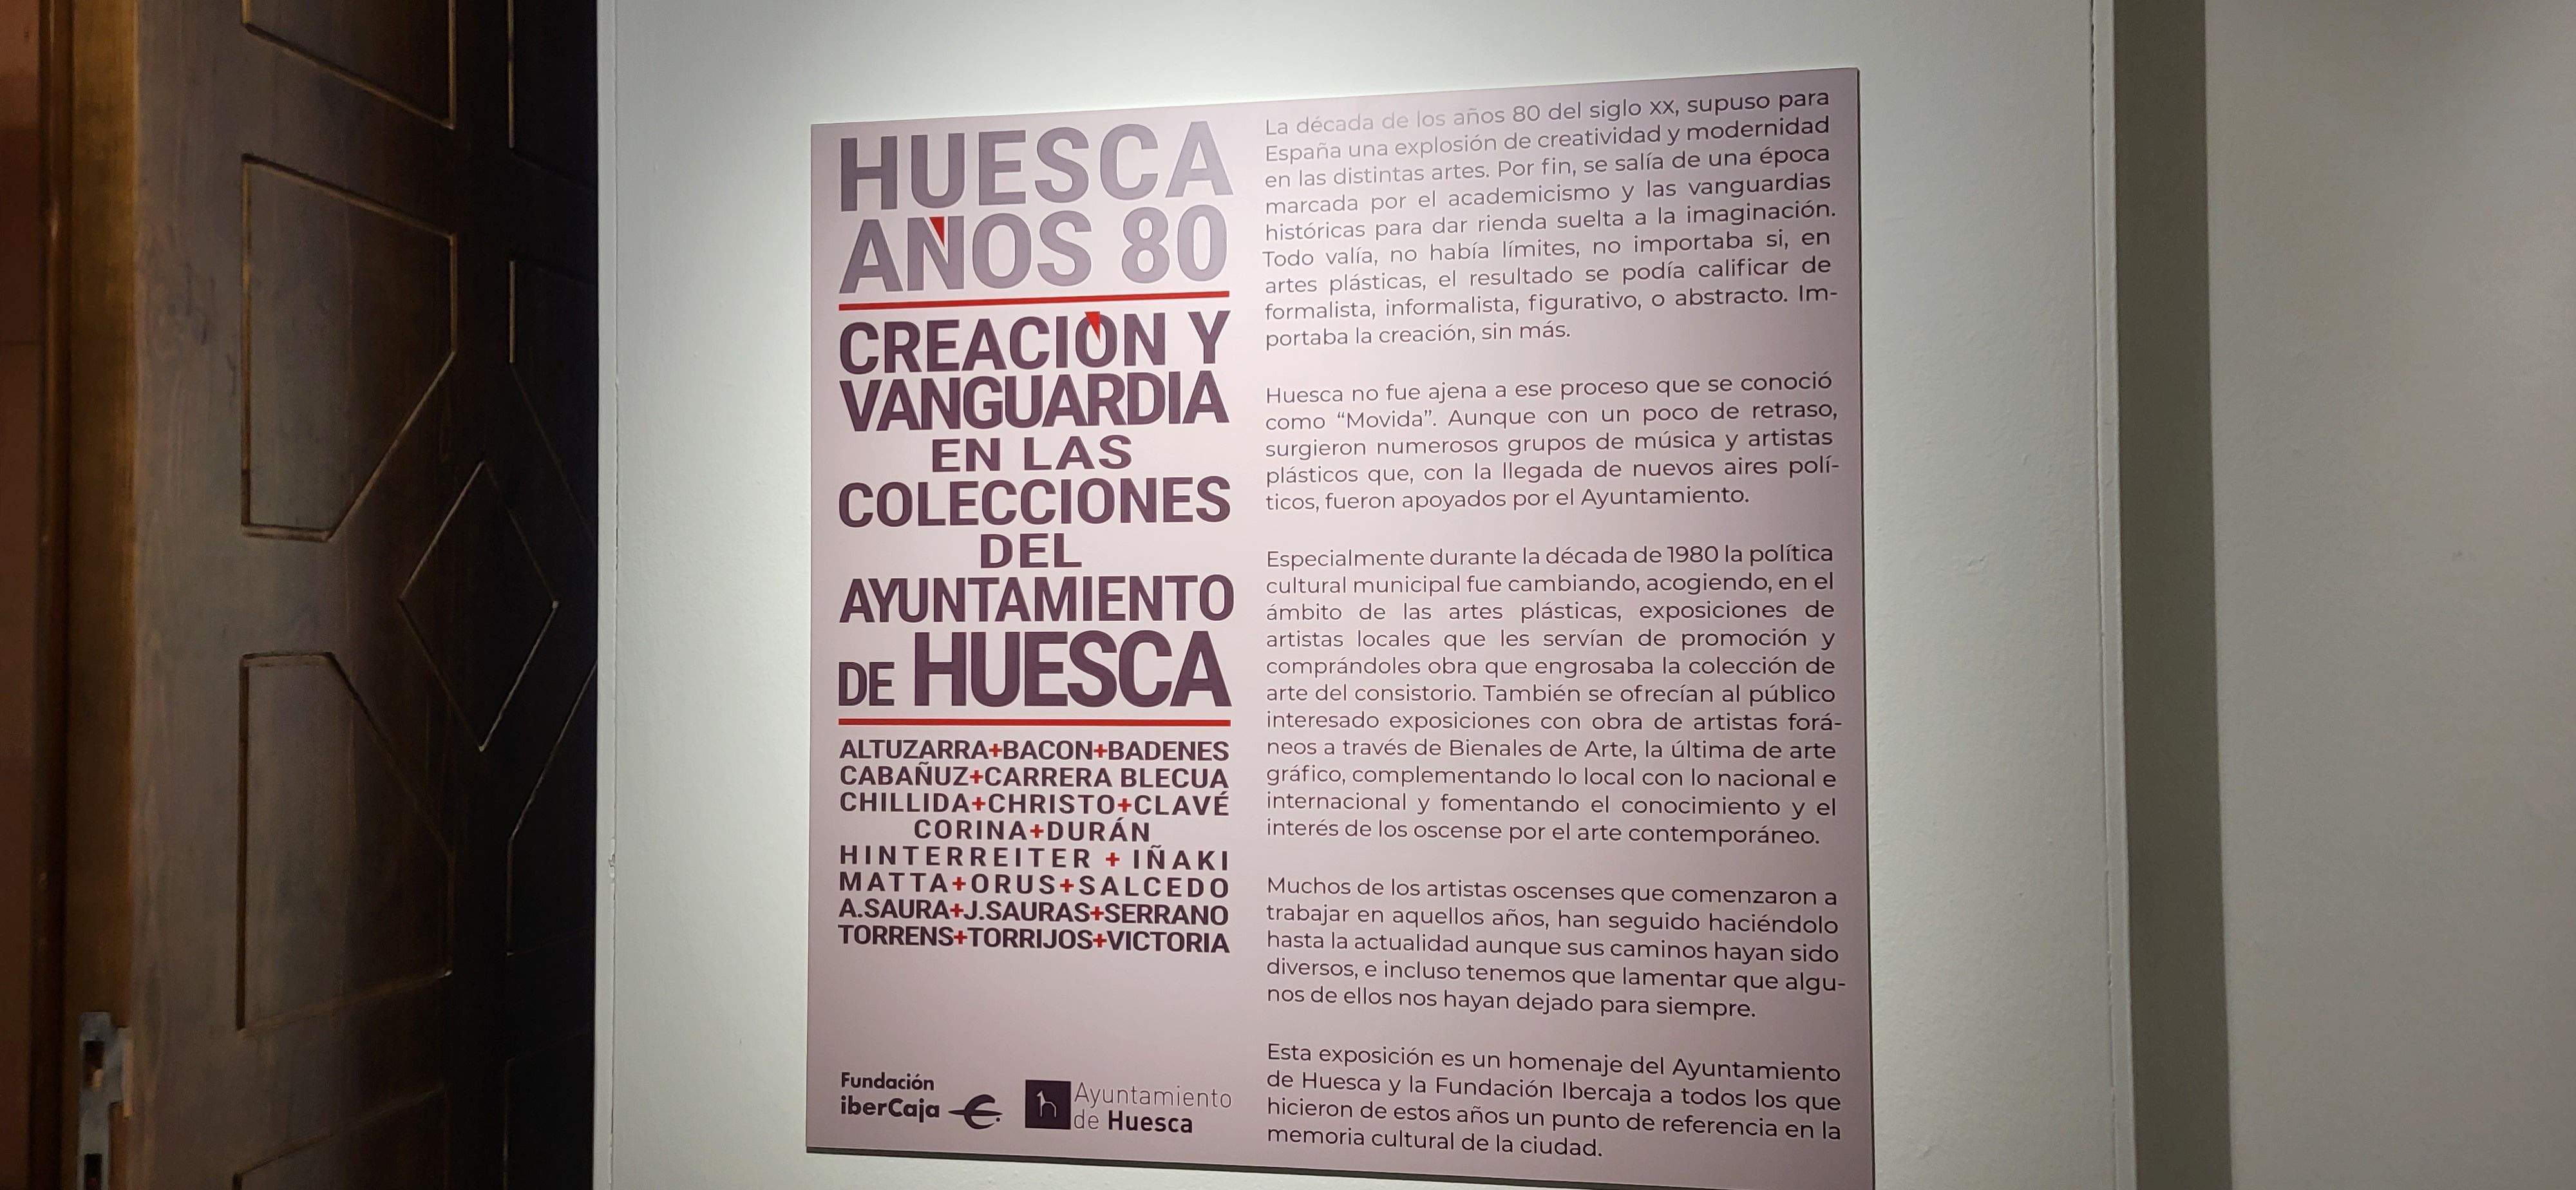 HUESCA
AÑOS 80
CREACIÓN Y
VANGUARDIA
EN LAS
COLECCIONES
DEL
AYUNTAMIENTO
DE HUESCA
ALTUZARRA+BACON+BADENES
CABAÑUZ+CARRERA BLECUA
CHILLIDA+CHRISTO+CLAVÉ
CORINA+DURÁN
HINTERREITER + IÑAKI
MATTA+ORUS+SALCEDO
A.SAURA+J.SAURAS+SERRANO
TORRENS+TORRIJOS+VICTORIA
Fundación
iberCaja
Ayuntamiento
de Huesca
La década de los años 80 del siglo XX, supuso para
España una explosión de creatividad y modernidad
en las distintas artes. Por fin, se salía de una época
marcada por el academicismo y las vanguardias
históricas para dar rienda suelta a la imaginación.
Todo valía, no había límites, no importaba si, en
artes plásticas, el resultado se podía calificar de
formalista, informalista, figurativo, o abstracto. Im-
portaba la creación, sin más.
Huesca no fue ajena a ese proceso que se conoció
como “Movida”. Aunque con un poco de retraso,
surgieron numerosos grupos de música y artistas
plásticos que, con la llegada de nuevos aires polí-
ticos, fueron apoyados por el Ayuntamiento.
Especialmente durante la década de 1980 la política
cultural municipal fue cambiando, acogiendo, en el
ámbito de las artes plásticas, exposiciones de
artistas locales que les servían de promoción y
comprándoles obra que engrosaba la colección de
arte del consistorio. También se ofrecían al público
interesado exposiciones con obra de artistas forá-
neos a través de Bienales de Arte, la última de arte
gráfico, complementando lo local con lo nacional e
internacional y fomentando el conocimiento y el
interés de los oscense por el arte contemporáneo.
Muchos de los artistas oscenses que comenzaron a
trabajar en aquellos años, han seguido haciéndolo
hasta la actualidad aunque sus caminos hayan sido
diversos, e incluso tenemos que lamentar que algu-
nos de ellos nos hayan dejado para siempre.
Esta exposición es un homenaje del Ayuntamiento
de Huesca y la Fundación Ibercaja a todos los que
hicieron de estos años un punto de referencia en la
memoria cultural de la ciudad.